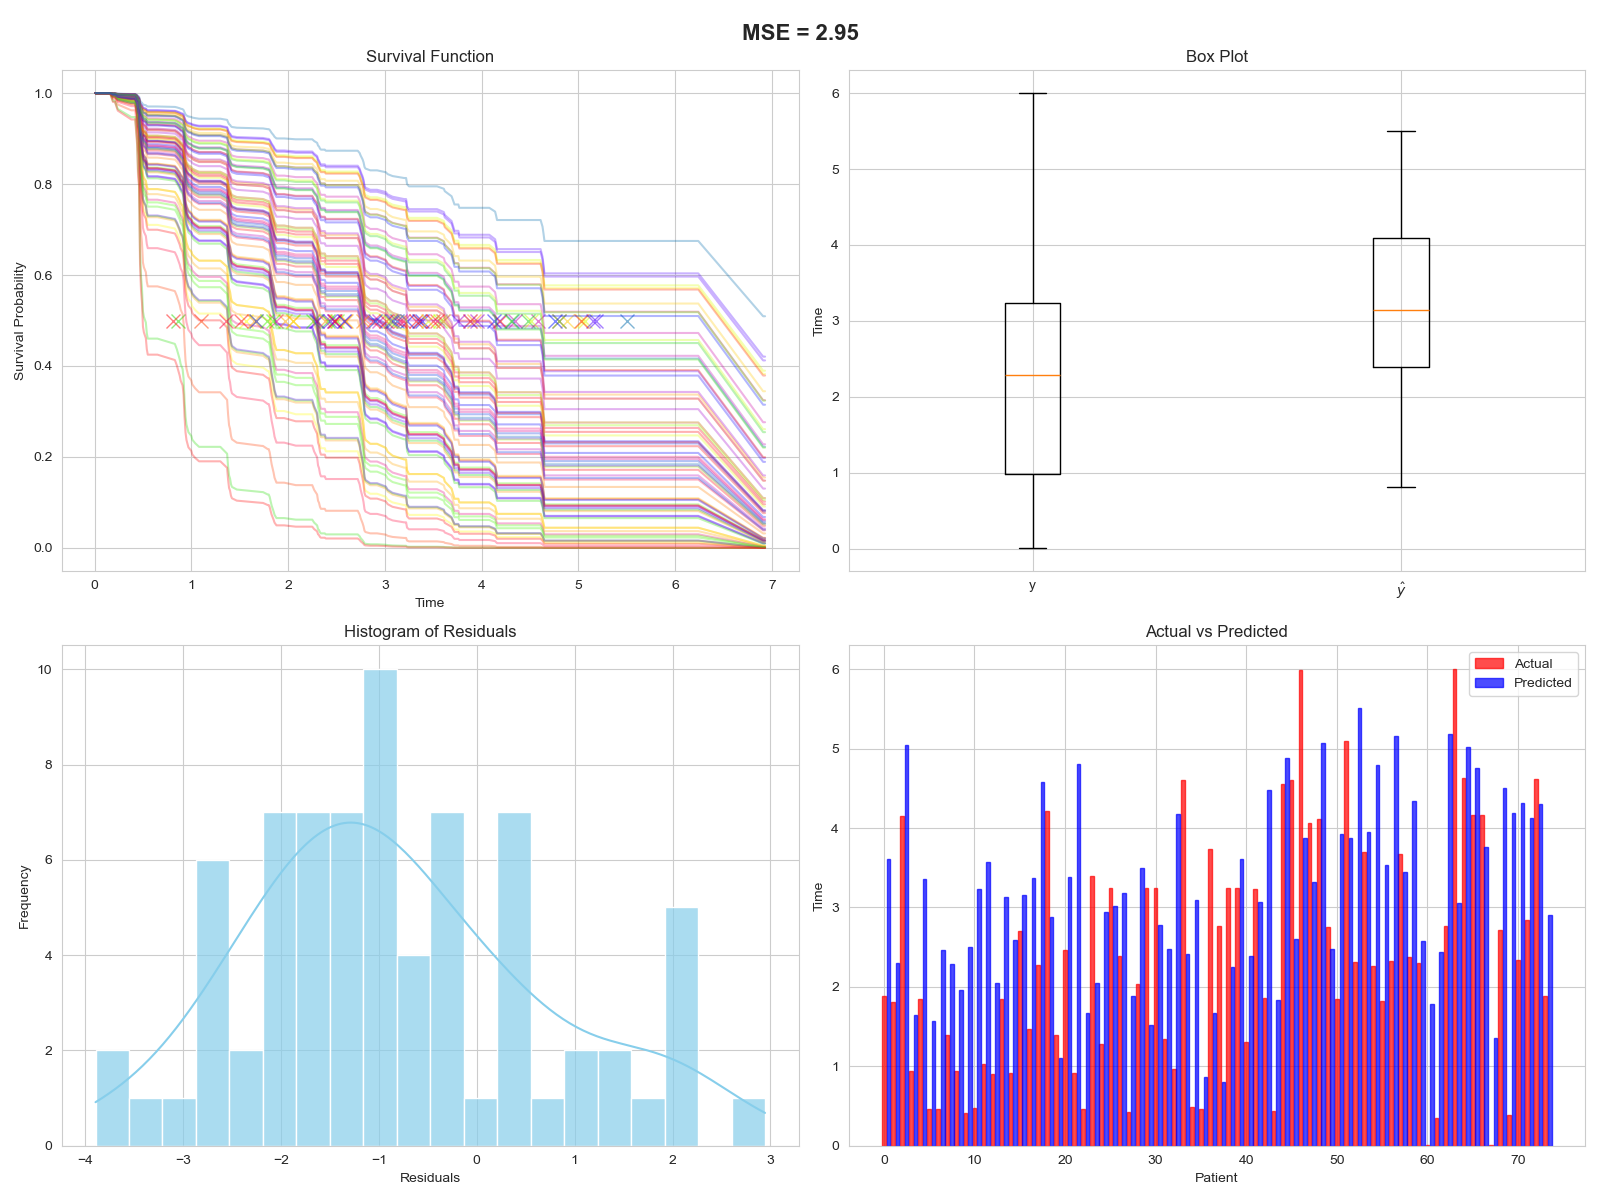 MSE = 2.95
Survival Function
Survival Probability
1.0
0.8
0.6
0.4
0.2
0.0
0 1 2 3 4 5 6 7
Time
Box Plot
Time
6
5
4
3
2
1
0
y ŷ
Histogram of Residuals
Frequency
10
8
6
4
2
0
−4 −3 −2 −1 0 1 2 3
Residuals
Actual vs Predicted
Actual
Predicted
Time
6
5
4
3
2
1
0
0 10 20 30 40 50 60 70
Patient